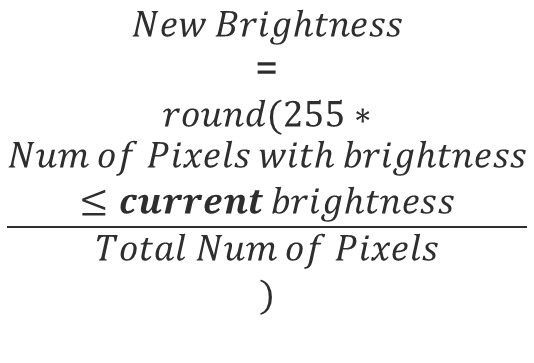 New Brightness
=
round(255 *
Num of Pixels with brightness
≤ current brightness
Total Num of Pixels
)